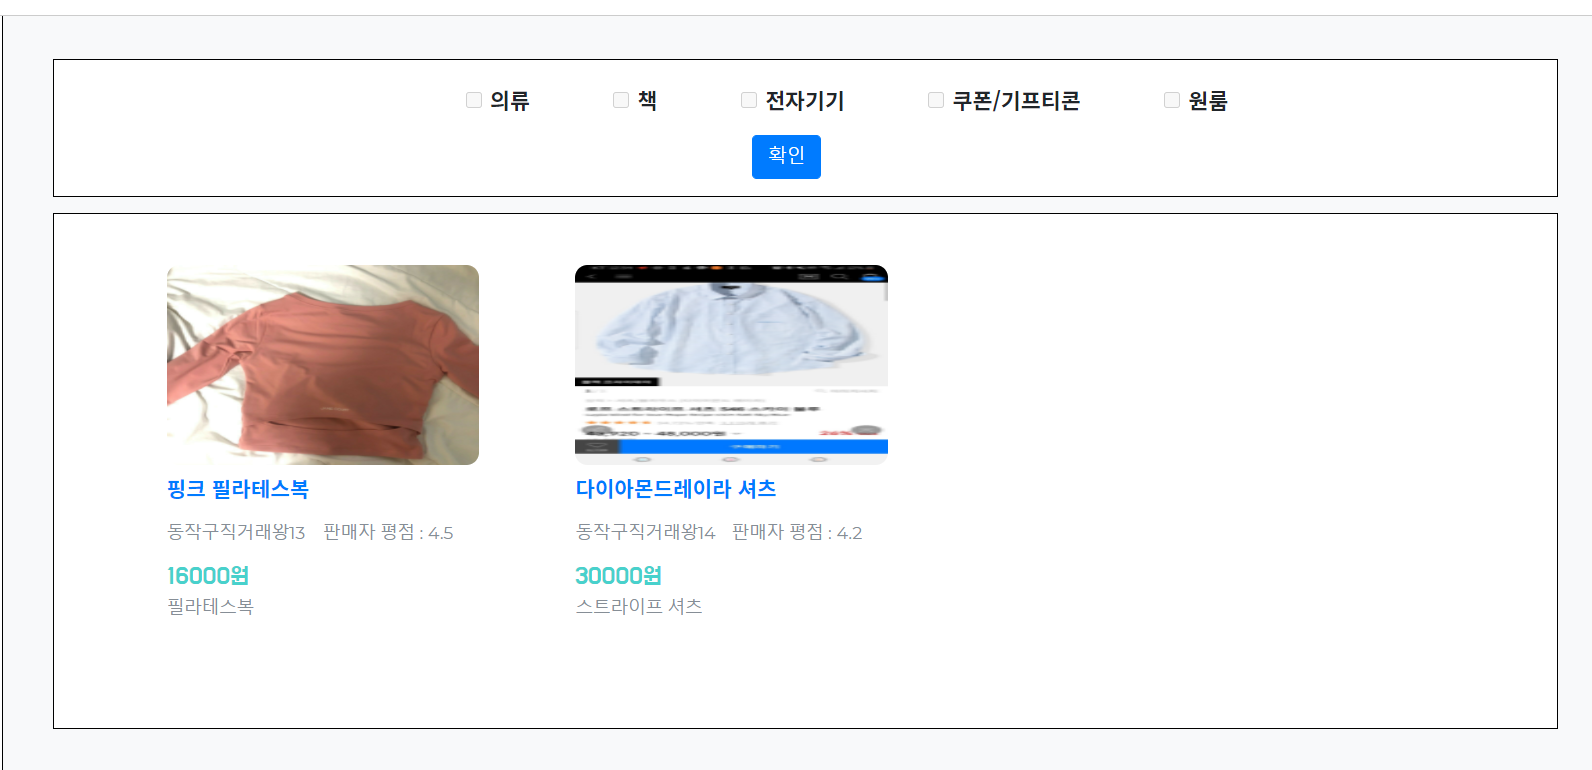 의류 책 전자기기 쿠폰/기프티콘 원룸
확인
핑크 필라테스복
동작구직거래왕13 판매자 평점 : 4.5
16000원
필라테스복
다이아몬드레이라 셔츠
동작구직거래왕14 판매자 평점 : 4.2
30000원
스트라이프 셔츠